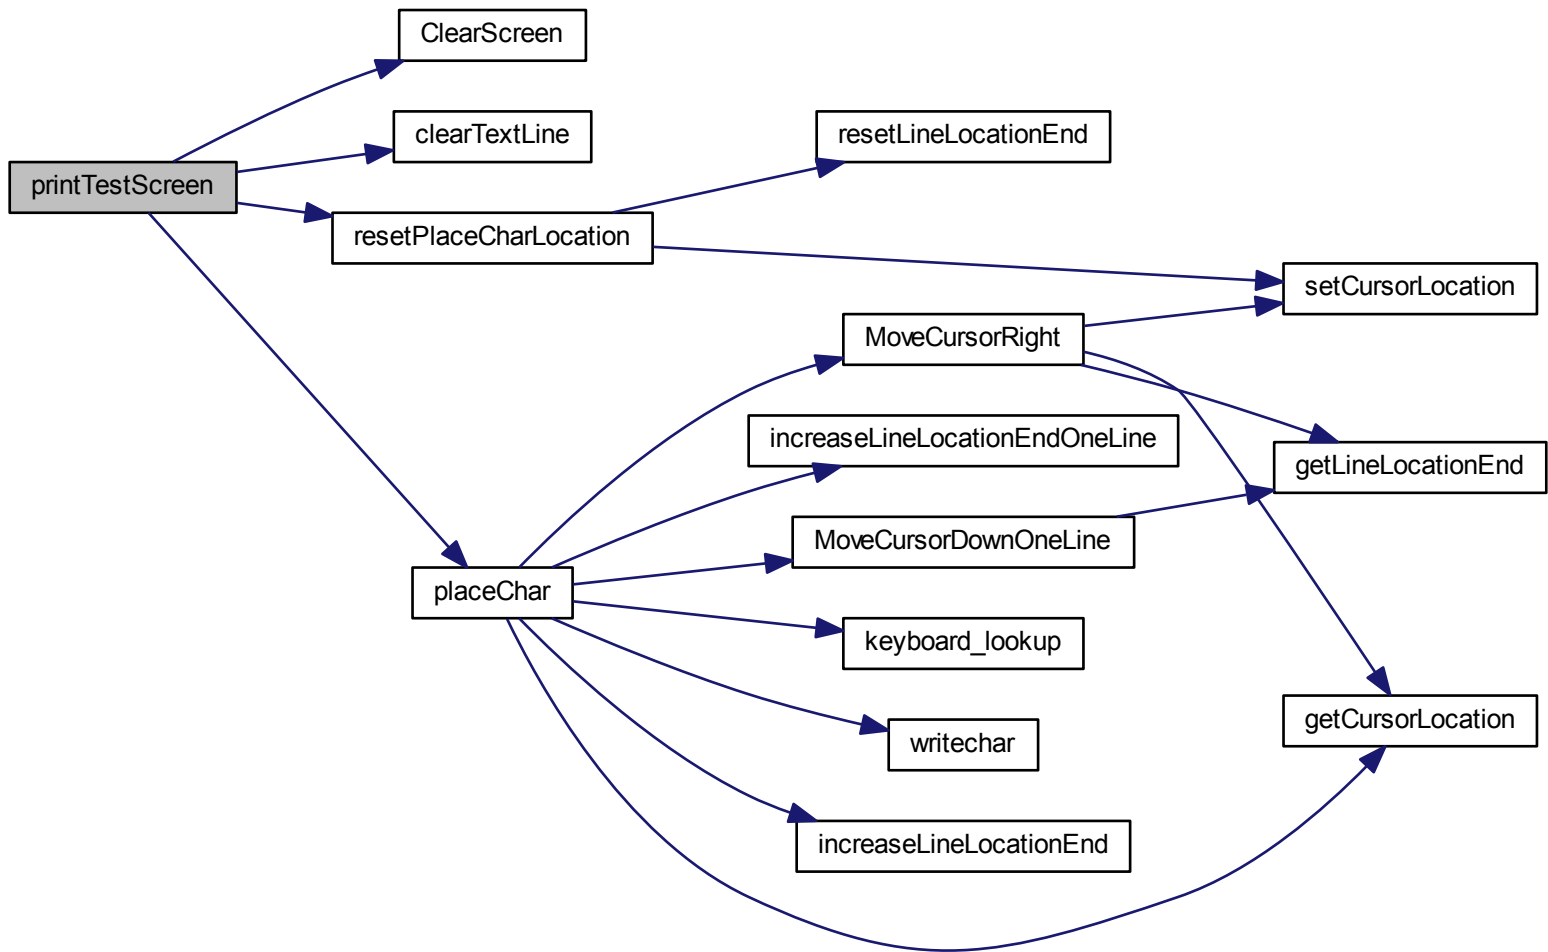 ClearScreen
clearTextLine
resetLineLocationEnd
printTestScreen
resetPlaceCharLocation
setCursorLocation
MoveCursorRight
increaseLineLocationEndOneLine
getLineLocationEnd
MoveCursorDownOneLine
placeChar
keyboard_lookup
getCursorLocation
writechar
increaseLineLocationEnd